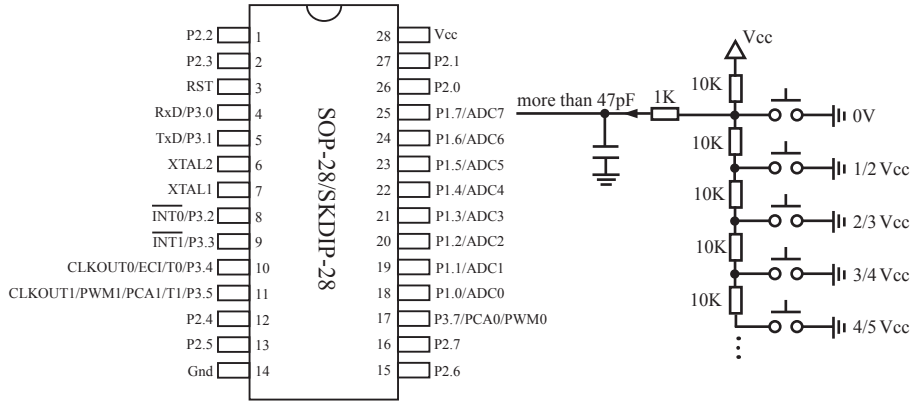 P2.2
P2.3
RST
RxD/P3.0
TxD/P3.1
XTAL2
XTAL1
INT0/P3.2
INT1/P3.3
CLKOUT0/ECI/T0/P3.4
CLKOUT1/PWM1/PCA1/T1/P3.5
P2.4
P2.5
Gnd
1
2
3
4
5
6
7
8
9
10
11
12
13
14
SOP-28/SKDIP-28
28
27
26
25
24
23
22
21
20
19
18
17
16
15
Vcc
P2.1
P2.0
P1.7/ADC7
P1.6/ADC6
P1.5/ADC5
P1.4/ADC4
P1.3/ADC3
P1.2/ADC2
P1.1/ADC1
P1.0/ADC0
P3.7/PCA0/PWM0
P2.7
P2.6
more than 47pF
1K
Vcc
10K
10K
10K
10K
10K
0V
1/2 Vcc
2/3 Vcc
3/4 Vcc
4/5 Vcc